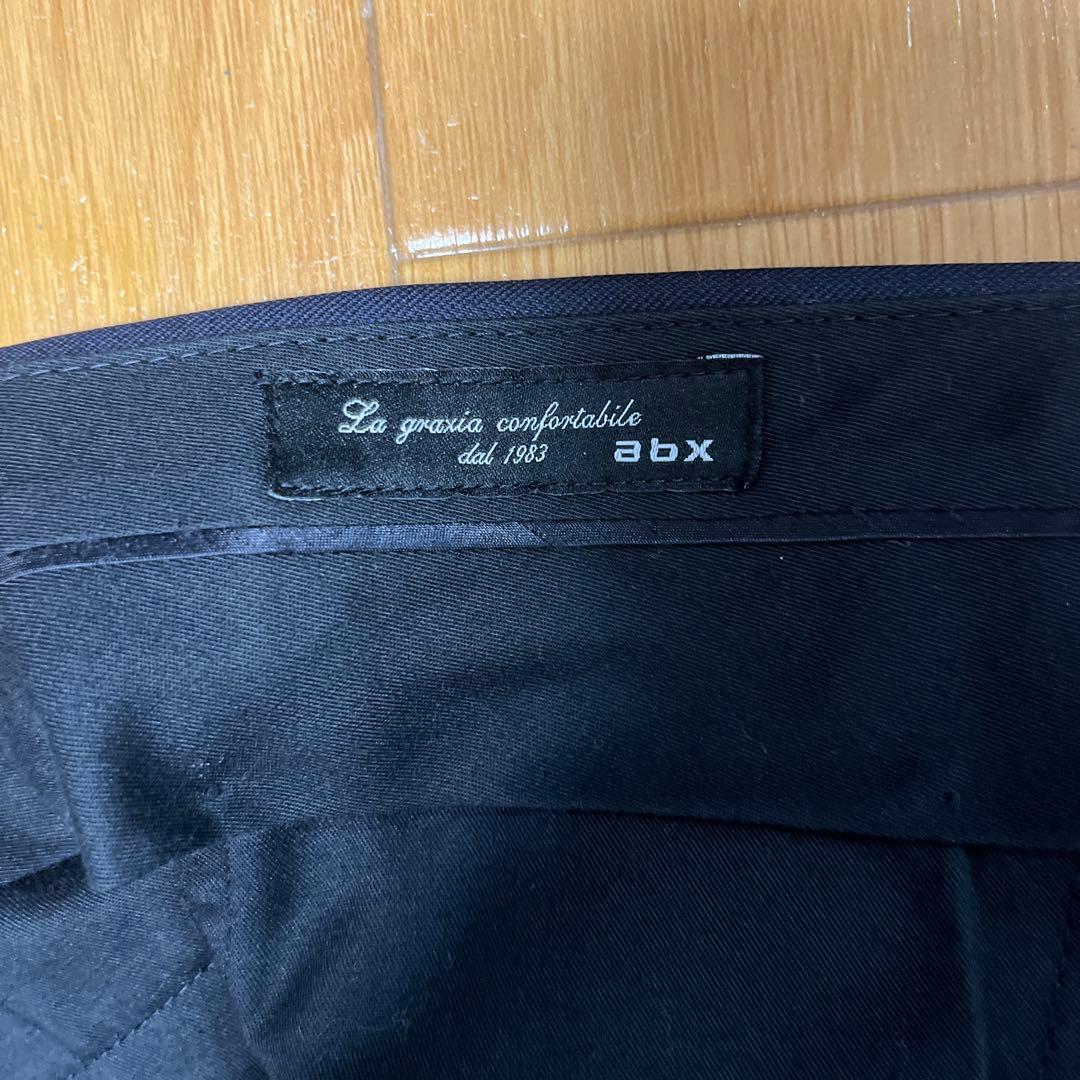 La graxia confortabile
dal 1983 abx